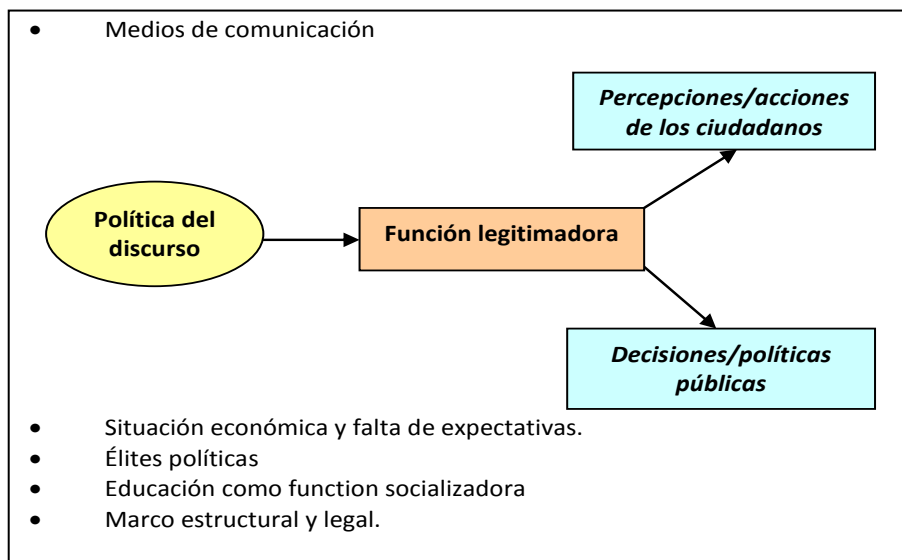 • Medios de comunicación
Percepciones/acciones
de los ciudadanos
Política del
discurso
Función legitimadora
Decisiones/políticas
públicas
• Situación económica y falta de expectativas.
• Élites políticas
• Educación como function socializadora
• Marco estructural y legal.